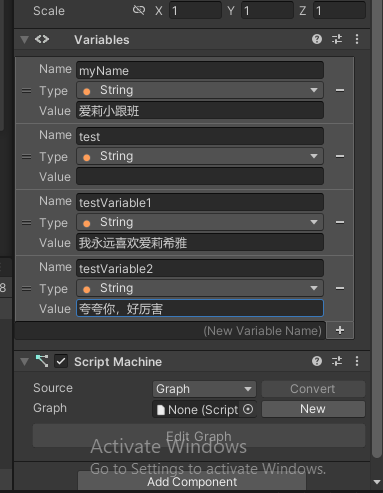 Scale X 1 Y 1 Z 1
Variables
Name myName
Type String
Value 爱莉小跟班
Name test
Type String
Value
Name testVariable1
Type String
Value 我永远喜欢爱莉希雅
Name testVariable2
Type String
Value 夸夸你，好厉害
8
(New Variable Name) +
Script Machine
Source Graph Convert
Graph None (Script New
Edit Graph
Activate Windows
Go to Settings to activate Windows.
Add Component